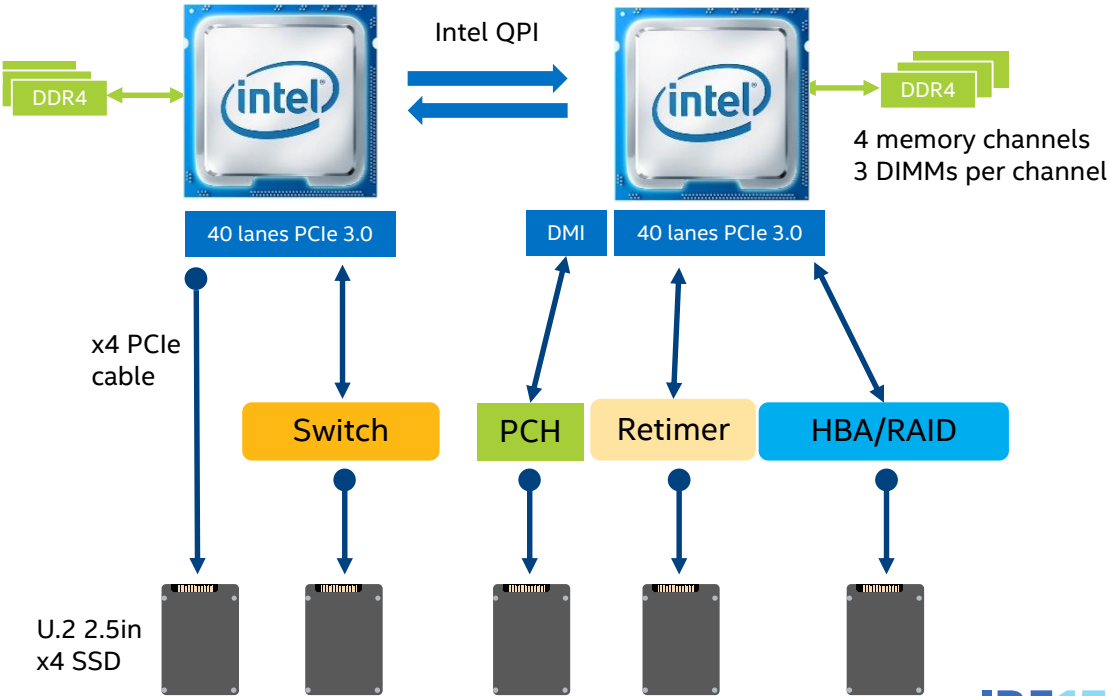 Intel QPI
DDR4
intel
intel
DDR4
4 memory channels
3 DIMMs per channel
40 lanes PCIe 3.0
DMI
40 lanes PCIe 3.0
x4 PCIe
cable
Switch
PCH
Retimer
HBA/RAID
U.2 2.5in
x4 SSD